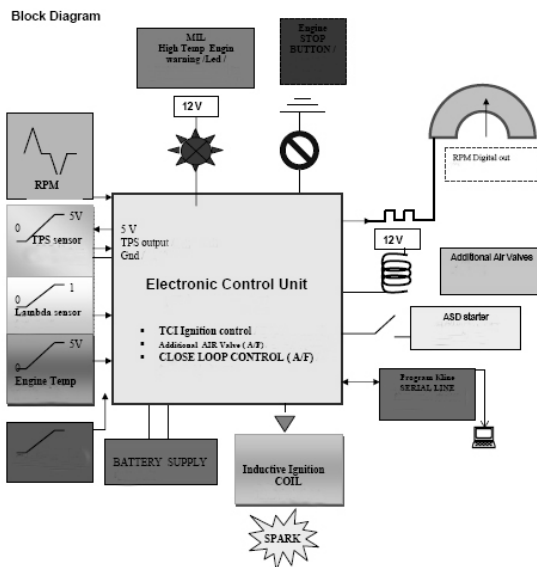 Block Diagram
MIL
High Temp Engin
warning /Led /
Engine
STOP
BUTTON /
12 V
RPM
RPM Digital out
0
5V
TPS sensor
5 V
TPS output /
Gnd /
12 V
Additional Air Valves
Electronic Control Unit
0
1
Lambda sensor
ASD starter
TCI Ignition control
Additional AIR Valve ( A/F)
CLOSE LOOP CONTROL ( A/F)
0
5V
Engine Temp
Program Kline
SERIAL LINE
BATTERY SUPPLY
Inductive Ignition
COIL
SPARK